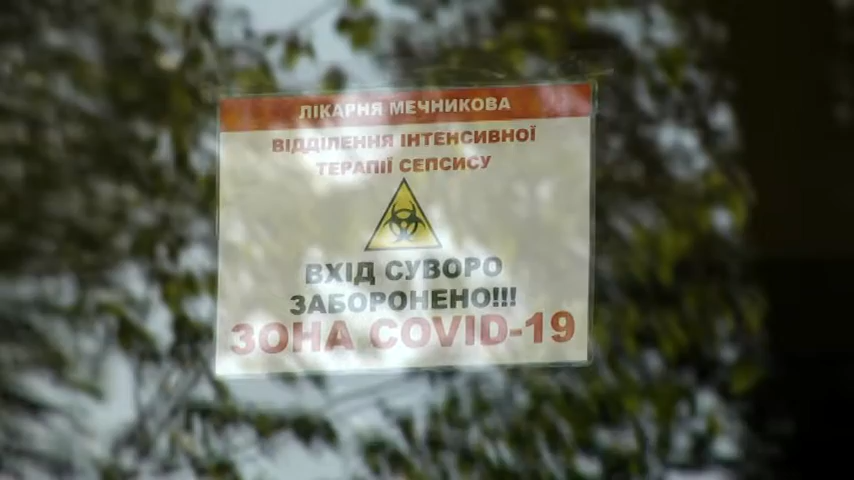 ЛІКАРНЯ МЕЧНИКОВА
ВІДДІЛЕННЯ ІНТЕНСИВНОЇ
ТЕРАПІЇ СЕПСИСУ
ВХІД СУВОРО
ЗАБОРОНЕНО!!!
ЗОНА COVID-19